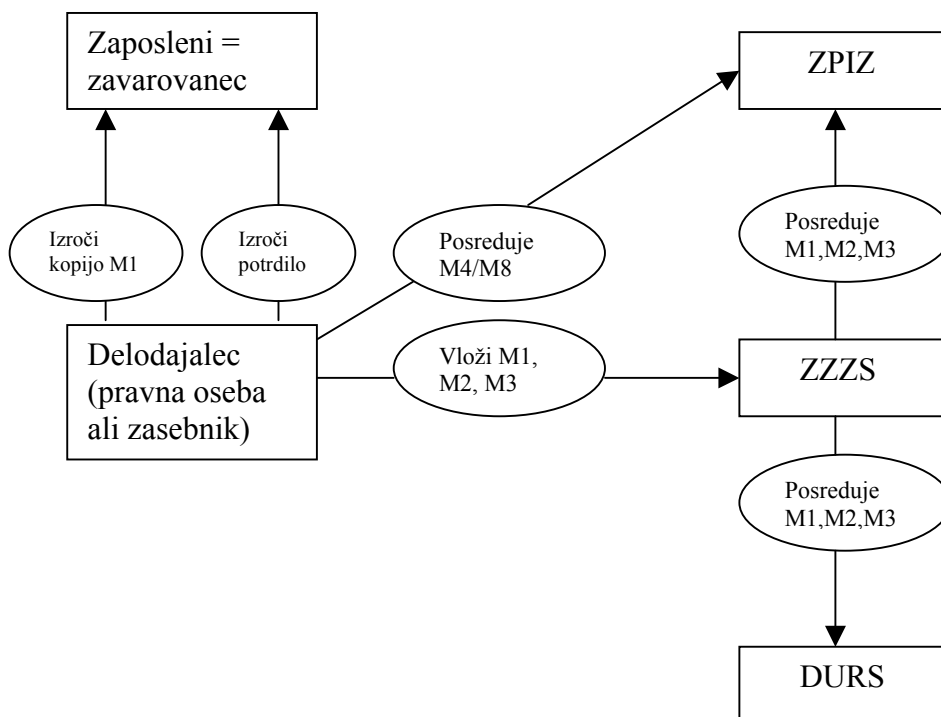 Zaposleni =
zavarovanec
ZPIZ
Izroči
kopijo M1
Izroči
potrdilo
Posreduje
M4/M8
Posreduje
M1,M2,M3
Delodajalec
(pravna oseba
ali zasebnik)
Vloži M1,
M2, M3
ZZZS
Posreduje
M1,M2,M3
DURS